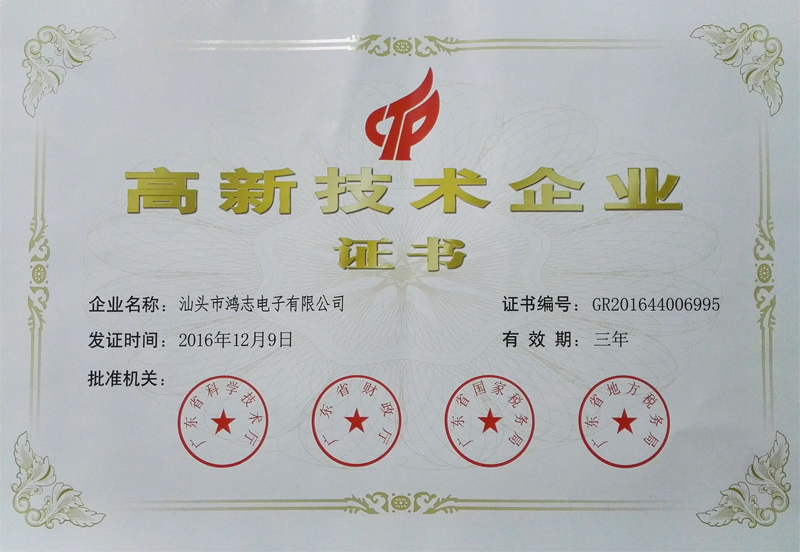 CTP
高新技术企业
证书
企业名称：汕头市鸿志电子有限公司
证书编号：GR201644006995
发证时间：2016年12月9日
有效期：三年
批准机关：
广东省科学技术厅
广东省财政厅
广东省国家税务局
广东省地方税务局